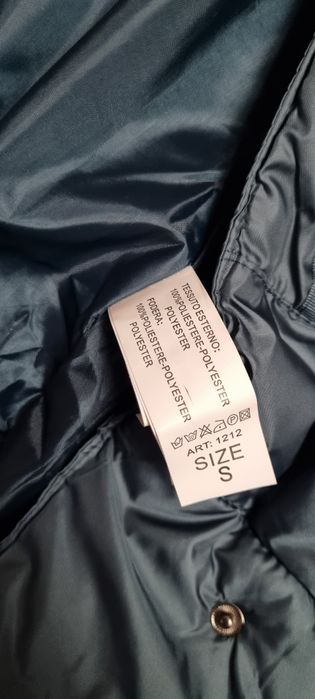 TESSUTO ESTERNO:
100%POLIESTERE-POLYESTER
POLYESTER
FODERA:
100%POLIESTERE-POLYESTER
POLYESTER
ART: 1212
SIZE
S